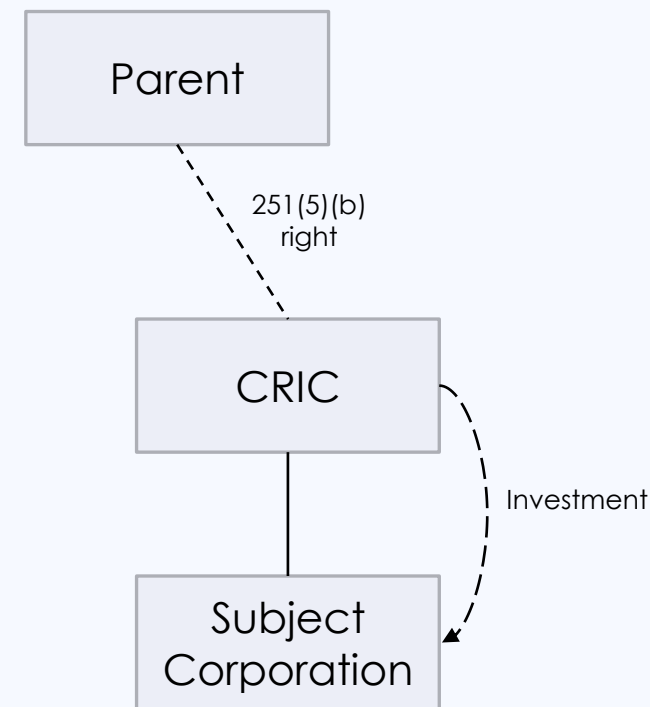 Parent
251(5)(b)
right
CRIC
Investment
Subject
Corporation